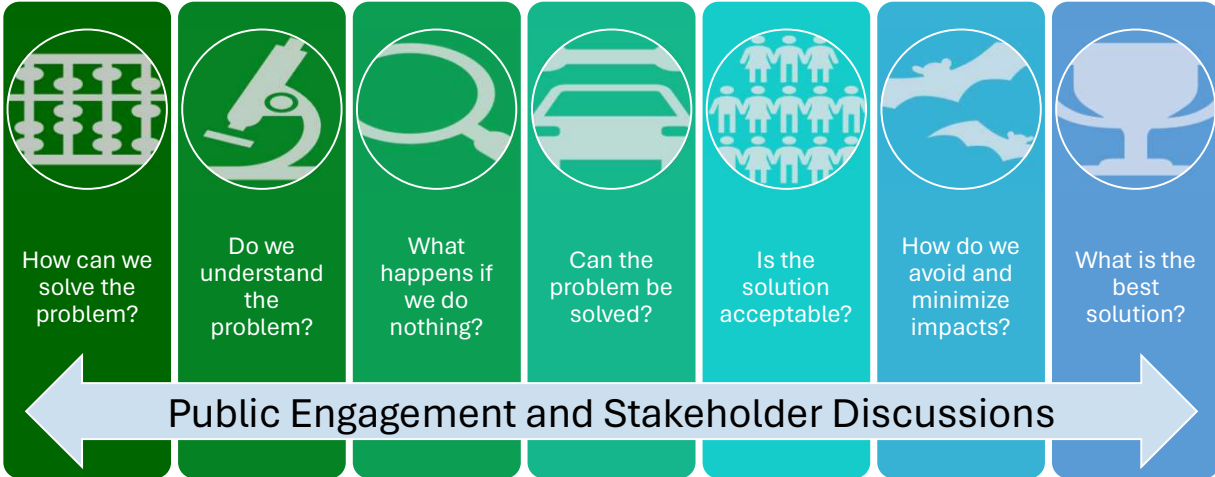 How can we
solve the
problem?
Do we
understand
the
problem?
What
happens if
we do
nothing?
Can the
problem be
solved?
Is the
solution
acceptable?
How do we
avoid and
minimize
impacts?
What is the
best
solution?
Public Engagement and Stakeholder Discussions